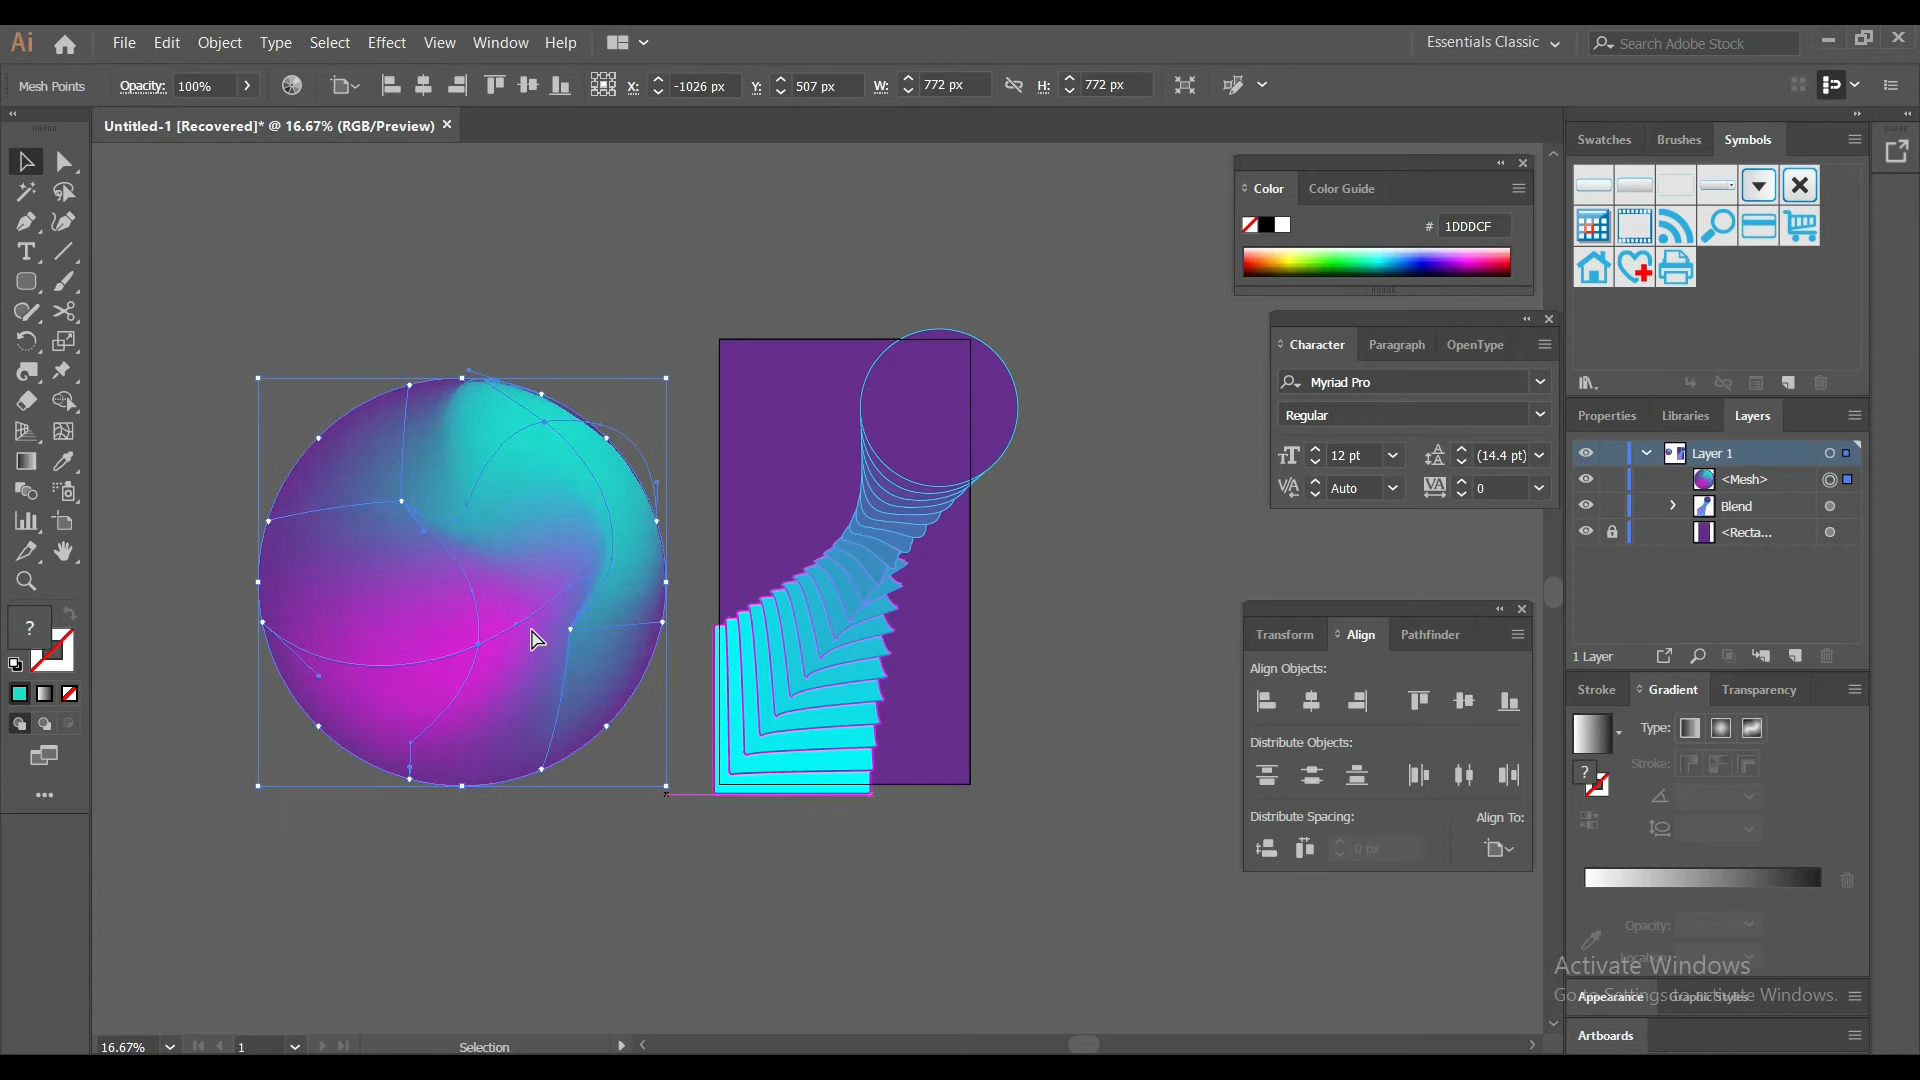 Ai File Edit Object Type Select Effect View Window Help Essentials Classic Search Adobe Stock
Mesh Points Opacity: 100% X: -1026 px Y: 507 px W: 772 px H: 772 px
Untitled-1 [Recovered]* @ 16.67% (RGB/Preview)
Swatches Brushes Symbols
Color Color Guide
# 1DDDCF
Character Paragraph OpenType
Myriad Pro
Regular
12 pt (14.4 pt)
Auto 0
Properties Libraries Layers
Layer 1
<Mesh>
Blend
<Recta...
1 Layer
Transform Align Pathfinder
Align Objects:
Distribute Objects:
Distribute Spacing: Align To:
0 px
Stroke Gradient Transparency
Type:
Stroke:
Opacity:
Location:
Activate Windows
Go to Settings to activate Windows.
Appearance Graphic Styles
Artboards
16.67% 1 Selection